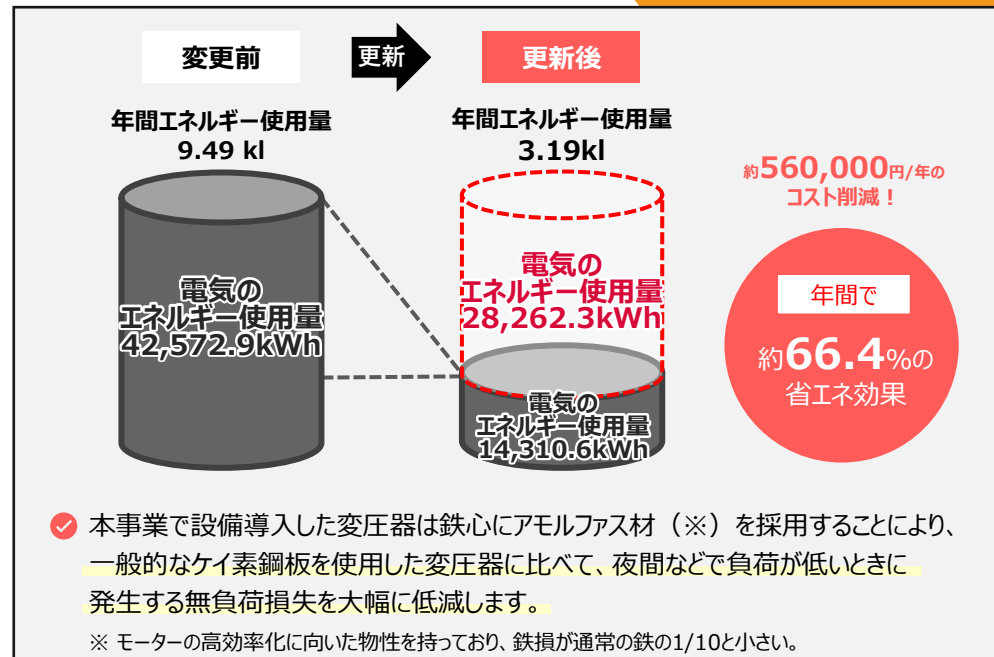 変更前
更新
更新後
年間エネルギー使用量
9.49 kl
年間エネルギー使用量
3.19kl
約560,000円/年の
コスト削減！
電気の
エネルギー使用量
42,572.9kWh
電気の
エネルギー使用量
28,262.3kWh
年間で
約66.4%の
省エネ効果
電気の
エネルギー使用量
14,310.6kWh
本事業で設備導入した変圧器は鉄心にアモルファス材（※）を採用することにより、
一般的なケイ素鋼板を使用した変圧器に比べて、夜間などで負荷が低いときに
発生する無負荷損失を大幅に低減します。
※ モーターの高効率化に向いた物性を持っており、鉄損が通常の鉄の1/10と小さい。